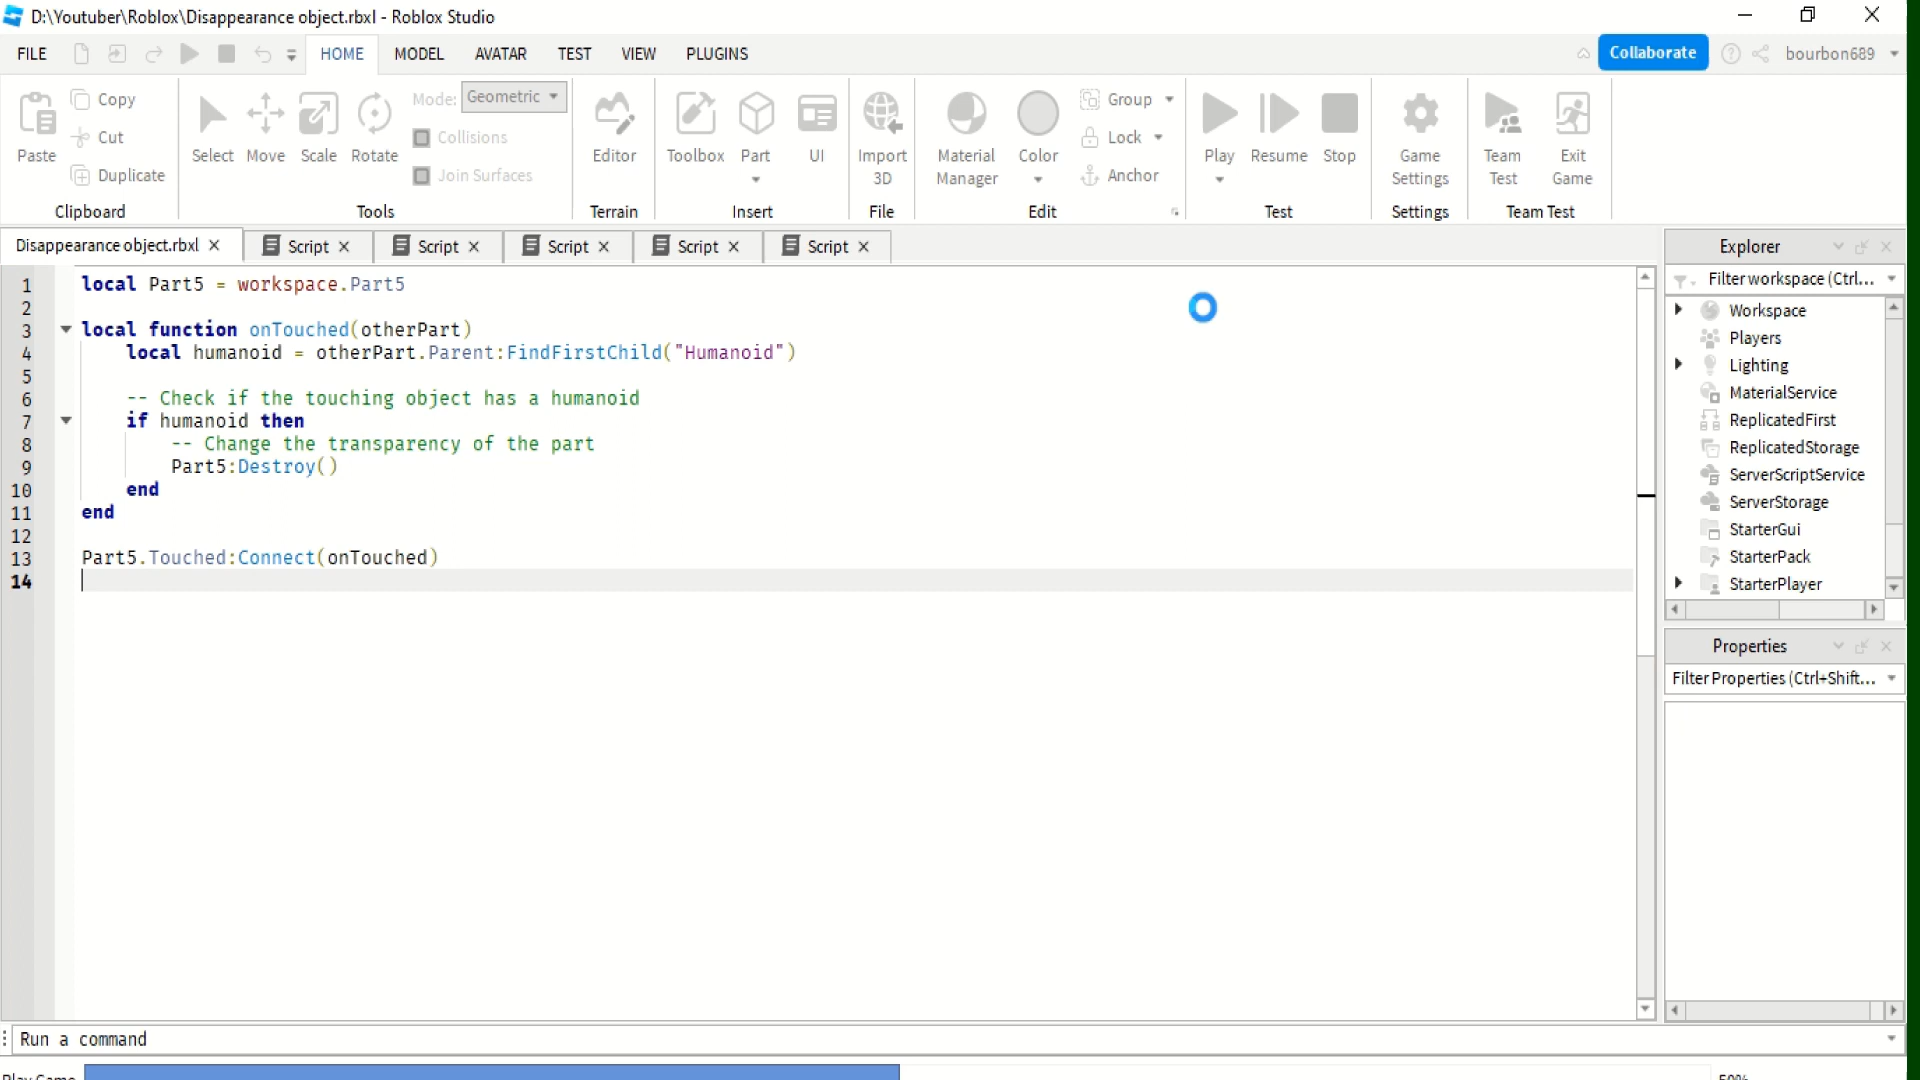 D:\Youtuber\Roblox\Disappearance object.rbxl - Roblox Studio
FILE HOME MODEL AVATAR TEST VIEW PLUGINS Collaborate bourbon689
Paste
Copy
Cut
Duplicate
Clipboard
Select Move Scale Rotate
Mode: Geometric
Collisions
Join Surfaces
Tools
Editor
Terrain
Toolbox Part UI
Insert
Import
3D
File
Material
Manager
Color
Group
Lock
Anchor
Edit
Play Resume Stop
Test
Game
Settings
Settings
Team
Test
Exit
Game
Team Test
Disappearance object.rbxl Script Script Script Script Script
1 local Part5 = workspace.Part5
2
3 local function onTouched(otherPart)
4 local humanoid = otherPart.Parent:FindFirstChild("Humanoid")
5
6 -- Check if the touching object has a humanoid
7 if humanoid then
8 -- Change the transparency of the part
9 Part5:Destroy()
10 end
11 end
12
13 Part5.Touched:Connect(onTouched)
14
Explorer
Filter workspace (Ctrl...
Workspace
Players
Lighting
MaterialService
ReplicatedFirst
ReplicatedStorage
ServerScriptService
ServerStorage
StarterGui
StarterPack
StarterPlayer
Properties
Filter Properties (Ctrl+Shift...
Run a command
Play Game 50%